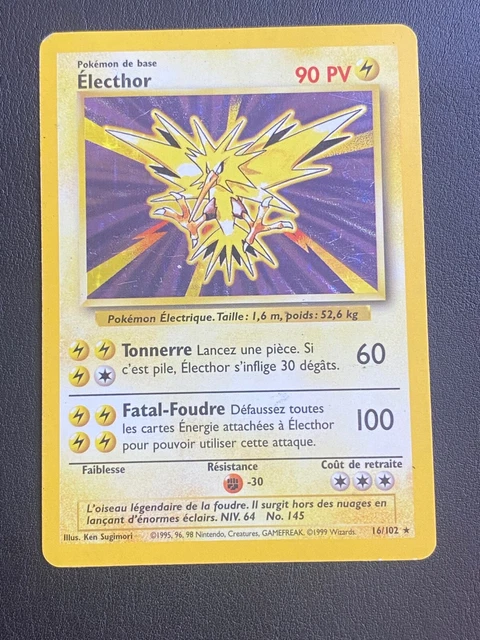 Pokémon de base
Électhor
90 PV
Pokémon Électrique. Taille: 1,6 m, poids: 52,6 kg
Tonnerre Lancez une pièce. Si
c'est pile, Électhor s'inflige 30 dégâts.
60
Fatal-Foudre Défaussez toutes
les cartes Énergie attachées à Électhor
pour pouvoir utiliser cette attaque.
100
Faiblesse
Résistance
Coût de retraite
-30
L'oiseau légendaire de la foudre. Il surgit hors des nuages en
lançant d'énormes éclairs. NIV. 64 No. 145
Illus. Ken Sugimori ©1995, 96, 98 Nintendo, Creatures, GAMEFREAK. ©1999 Wizards. 16/102 ★